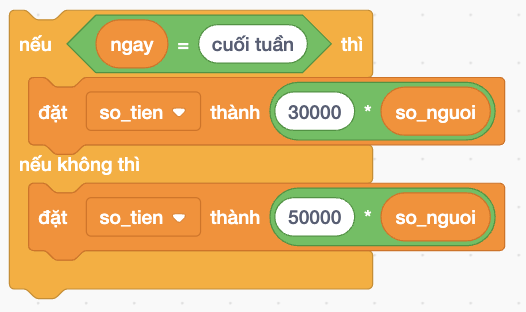 nếu ngay = cuối tuần thì
đặt so_tien thành 30000 * so_nguoi
nếu không thì
đặt so_tien thành 50000 * so_nguoi